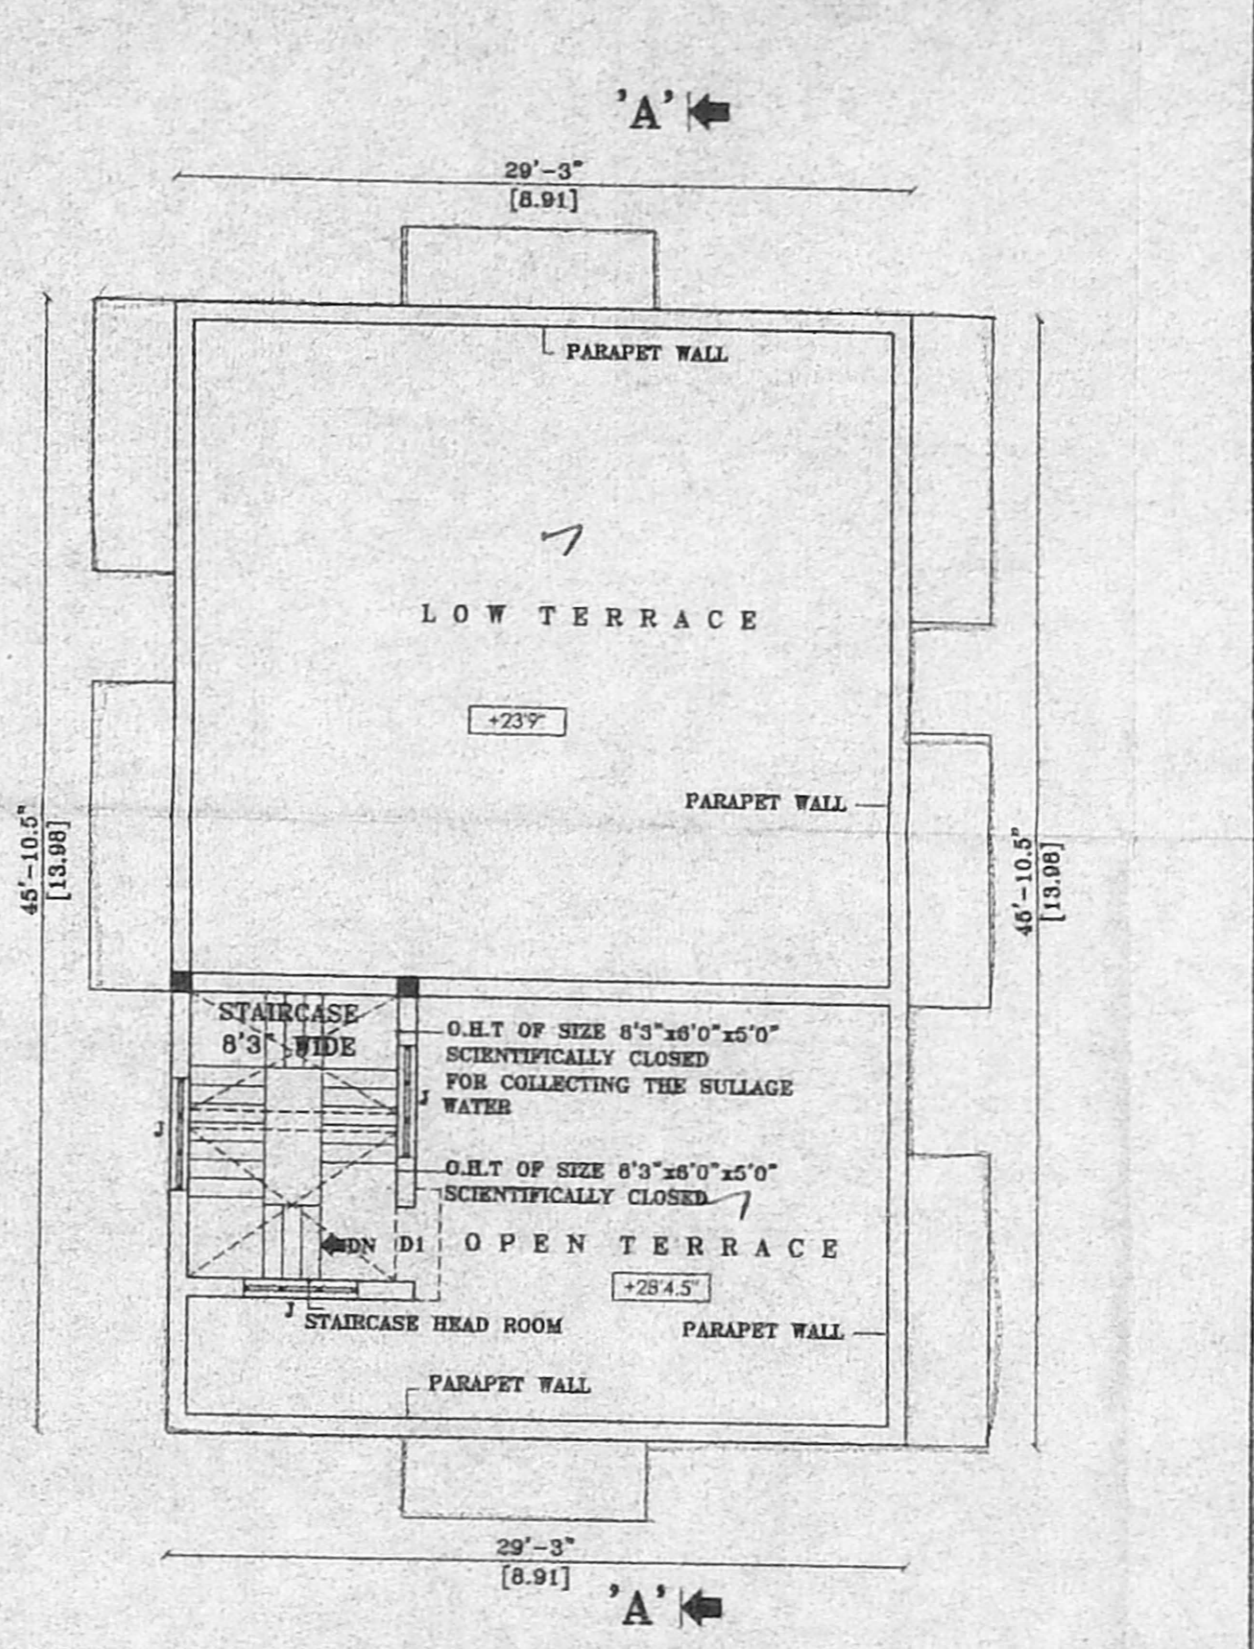 'A'
29'-3"
[8.91]
PARAPET WALL
LOW TERRACE
+23'9"
PARAPET WALL
45'-10.5"
[13.98]
45'-10.5"
[13.98]
STAIRCASE
8'3" WIDE
O.H.T OF SIZE 8'3"x6'0"x5'0"
SCIENTIFICALLY CLOSED
FOR COLLECTING THE SULLAGE
WATER
J
J
O.H.T OF SIZE 8'3"x6'0"x5'0"
SCIENTIFICALLY CLOSED
DN D1
OPEN TERRACE
+28'4.5"
J
STAIRCASE HEAD ROOM
PARAPET WALL
PARAPET WALL
29'-3"
[8.91]
'A'